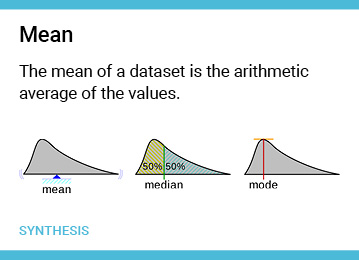 Mean
The mean of a dataset is the arithmetic
average of the values.
50% 50%
mean
median
mode
SYNTHESIS